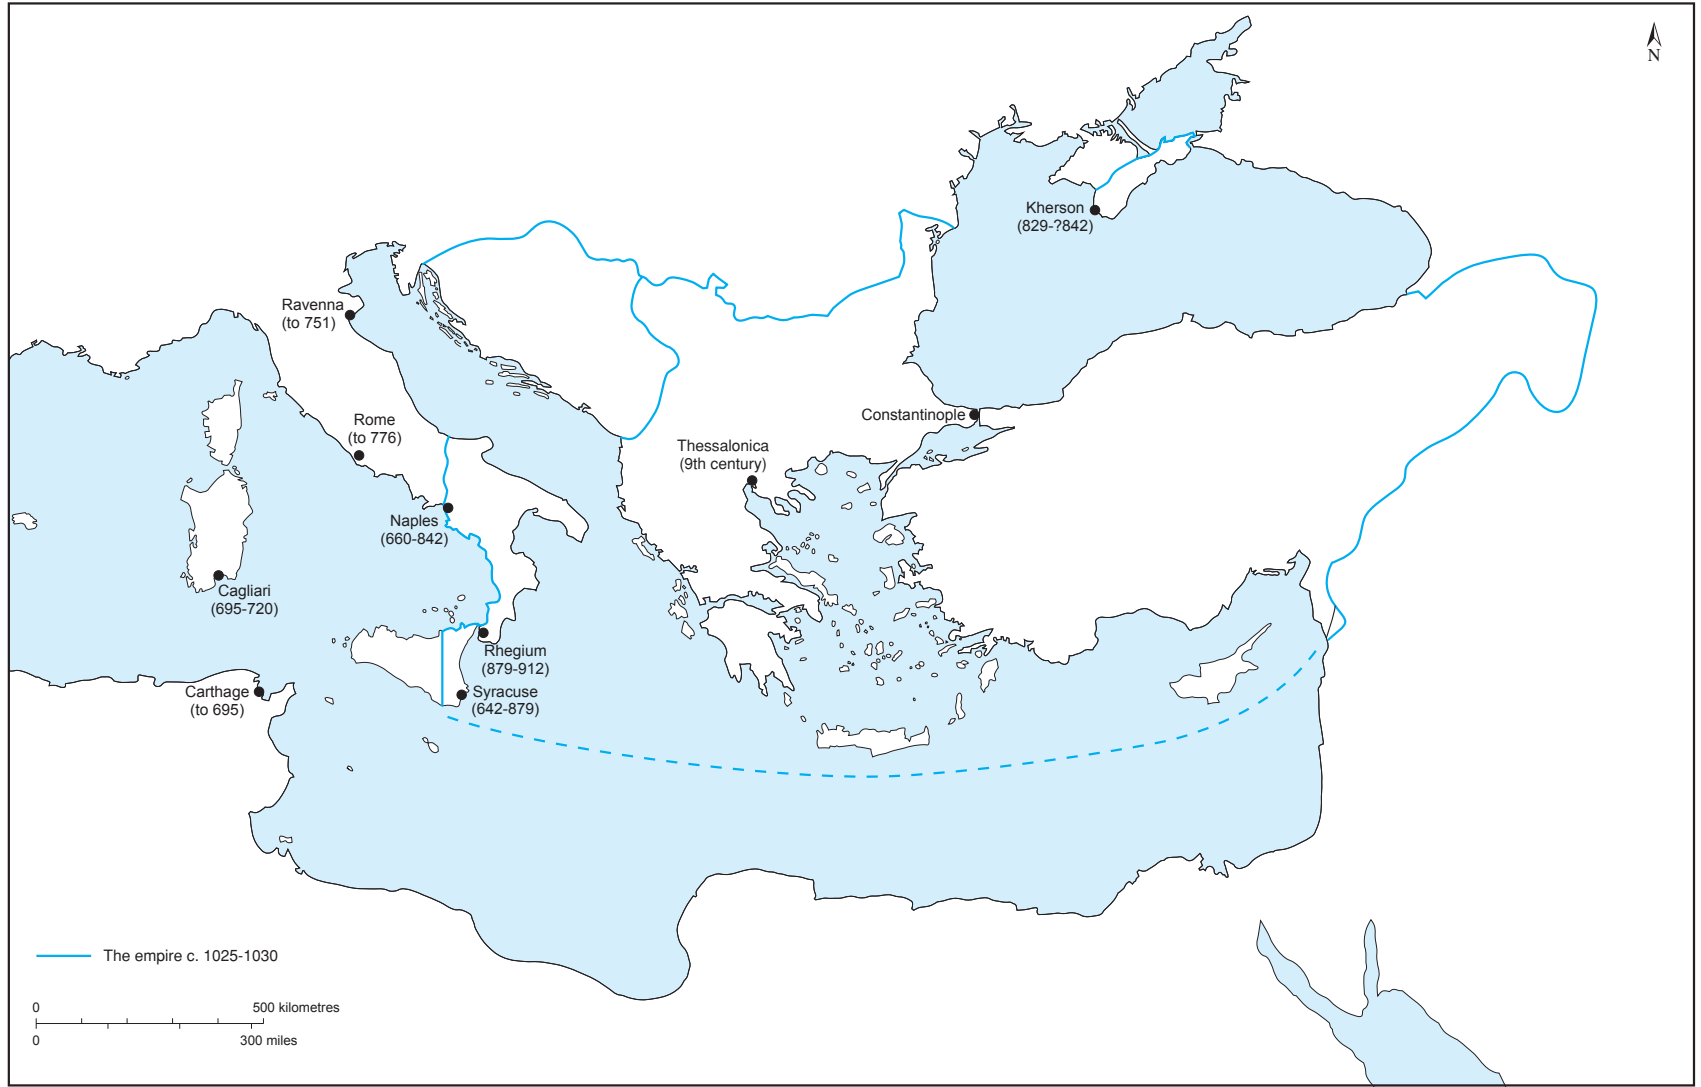 N
Kherson
(829-?842)
Ravenna
(to 751)
Constantinople
Rome
(to 776)
Thessalonica
(9th century)
Naples
(660-842)
Cagliari
(695-720)
Rhegium
(879-912)
Carthage
(to 695)
Syracuse
(642-879)
The empire c. 1025-1030
0 500 kilometres
0 300 miles